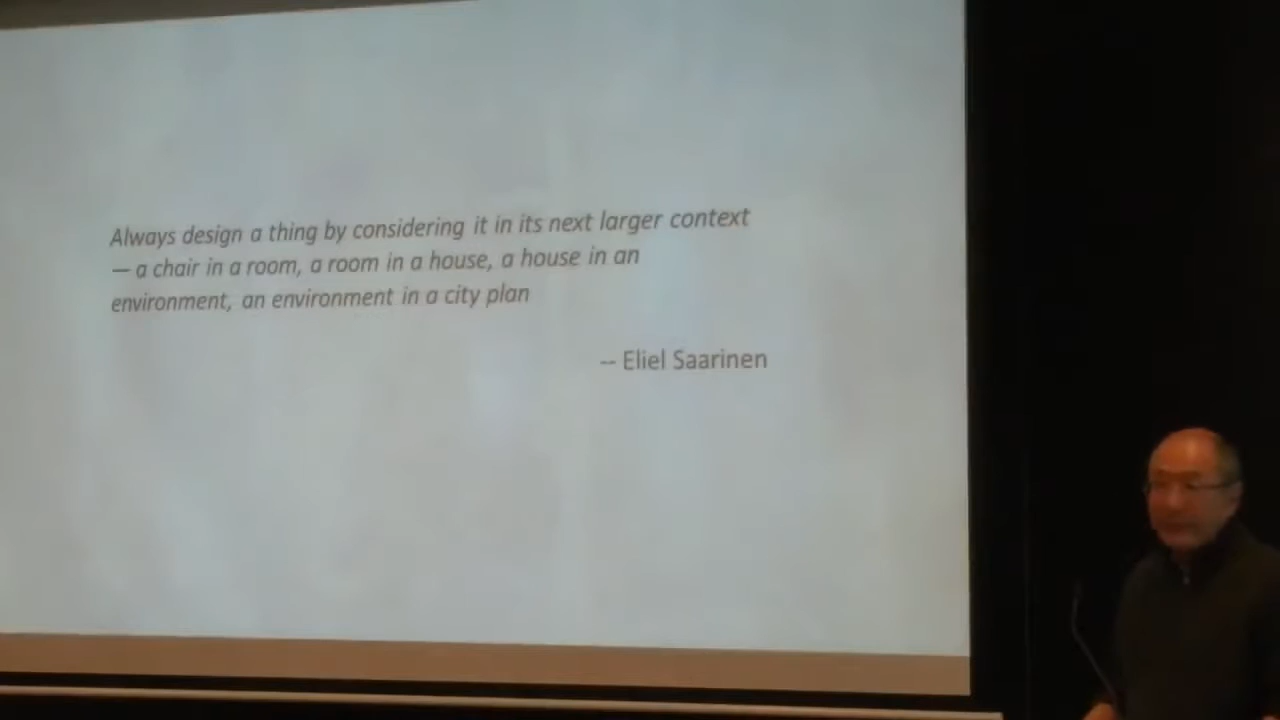 Always design a thing by considering it in its next larger context
— a chair in a room, a room in a house, a house in an
environment, an environment in a city plan
-- Eliel Saarinen